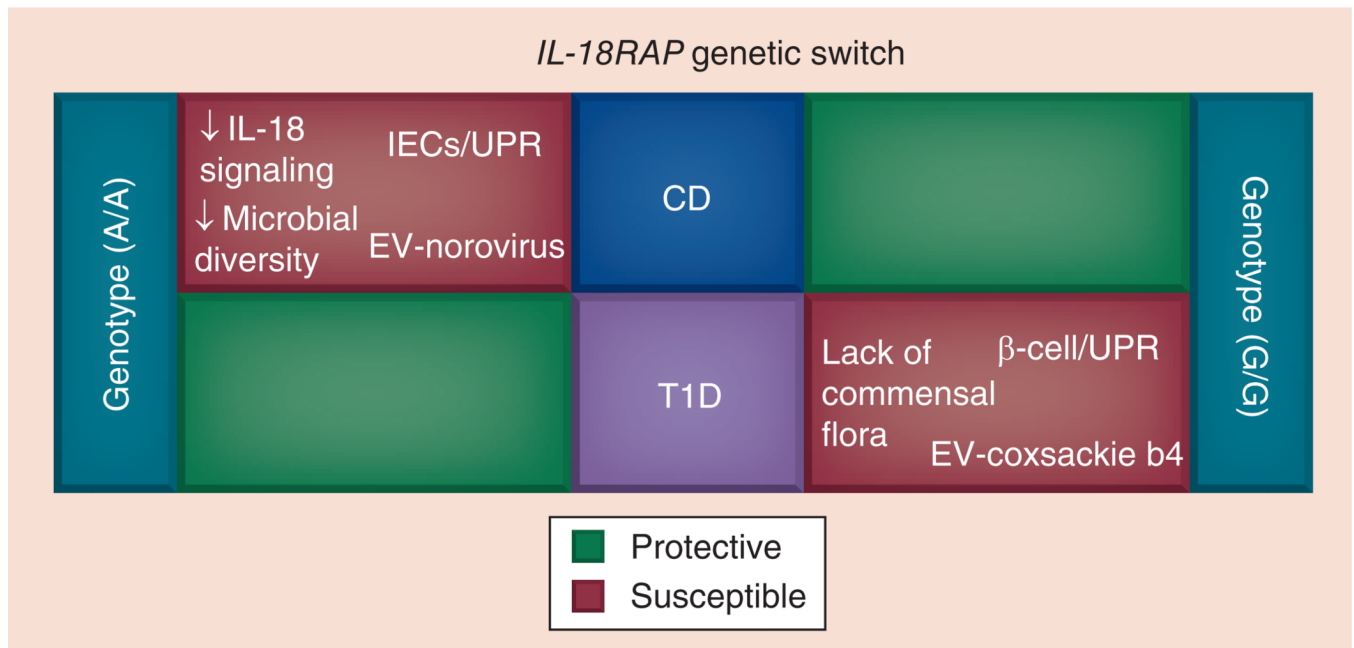 IL-18RAP genetic switch
Genotype (A/A)
↓ IL-18
signaling
↓ Microbial
diversity
IECs/UPR
EV-norovirus
CD
T1D
Lack of
commensal
flora
β-cell/UPR
EV-coxsackie b4
Genotype (G/G)
Protective
Susceptible